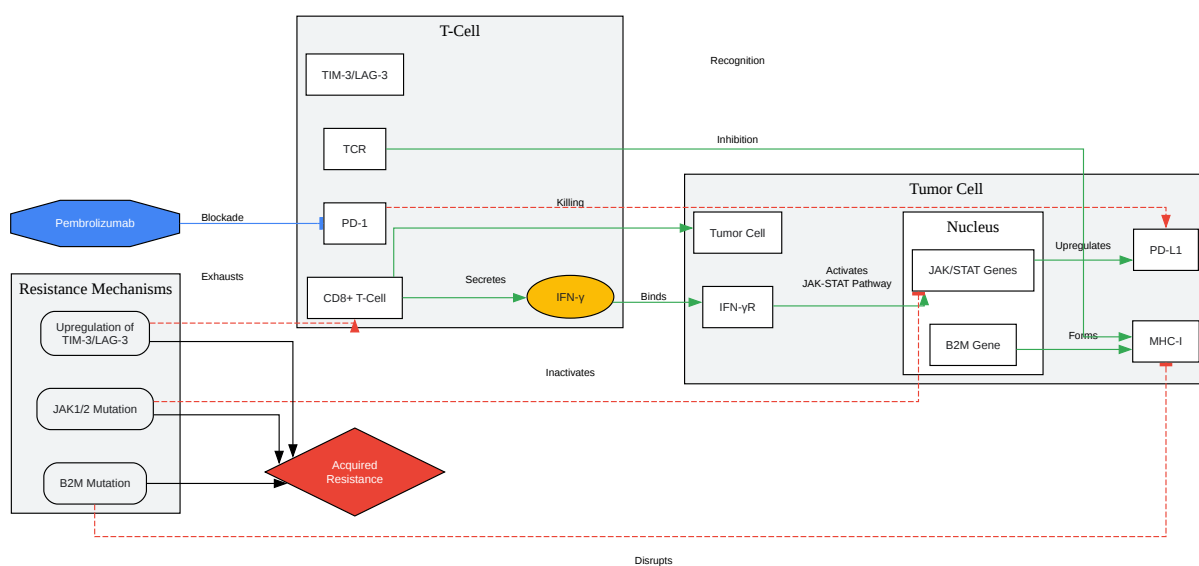 T-Cell
TIM-3/LAG-3
Recognition
TCR
Inhibition
Tumor Cell
Killing
Pembrolizumab
Blockade
PD-1
Tumor Cell
Nucleus
JAK/STAT Genes
Upregulates
PD-L1
Exhausts
Resistance Mechanisms
CD8+ T-Cell
Secretes
IFN-γ
Binds
IFN-γR
Activates
JAK-STAT Pathway
Upregulation of
TIM-3/LAG-3
B2M Gene
Forms
MHC-I
Inactivates
JAK1/2 Mutation
Acquired
Resistance
B2M Mutation
Disrupts